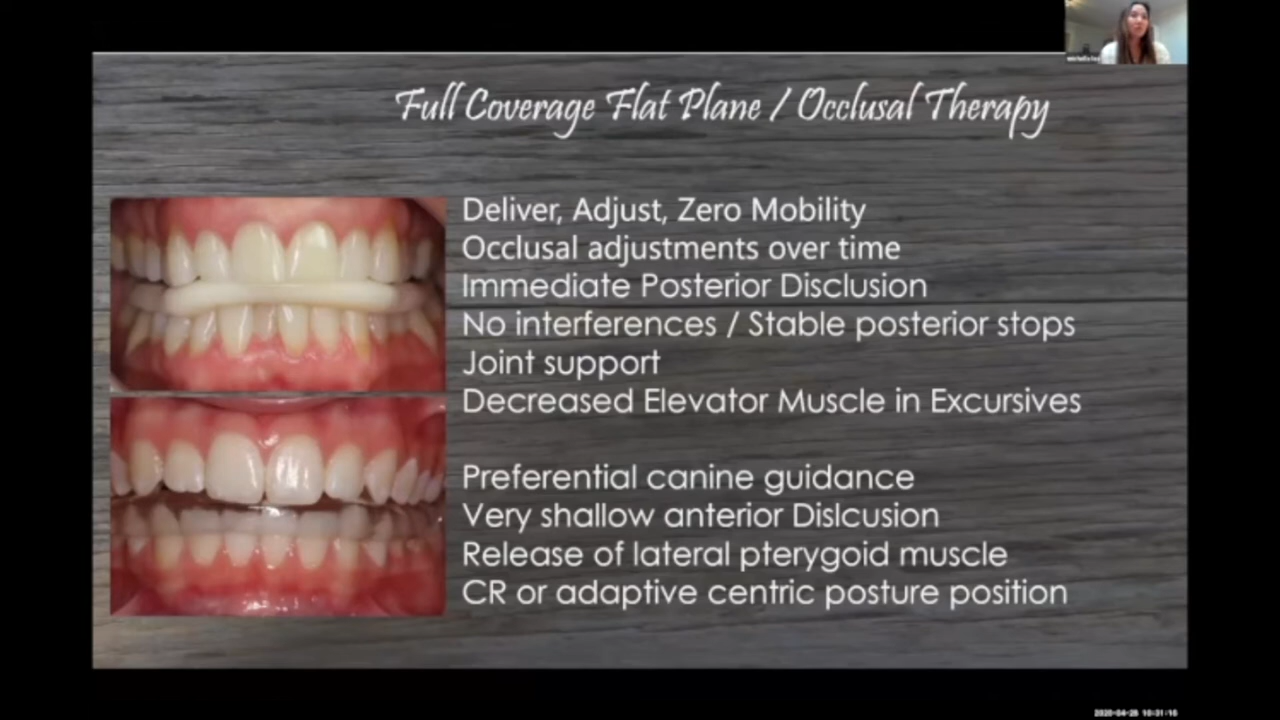 Full Coverage Flat Plane / Occlusal Therapy
Deliver, Adjust, Zero Mobility
Occlusal adjustments over time
Immediate Posterior Disclusion
No interferences / Stable posterior stops
Joint support
Decreased Elevator Muscle in Excursives
Preferential canine guidance
Very shallow anterior Dislcusion
Release of lateral pterygoid muscle
CR or adaptive centric posture position